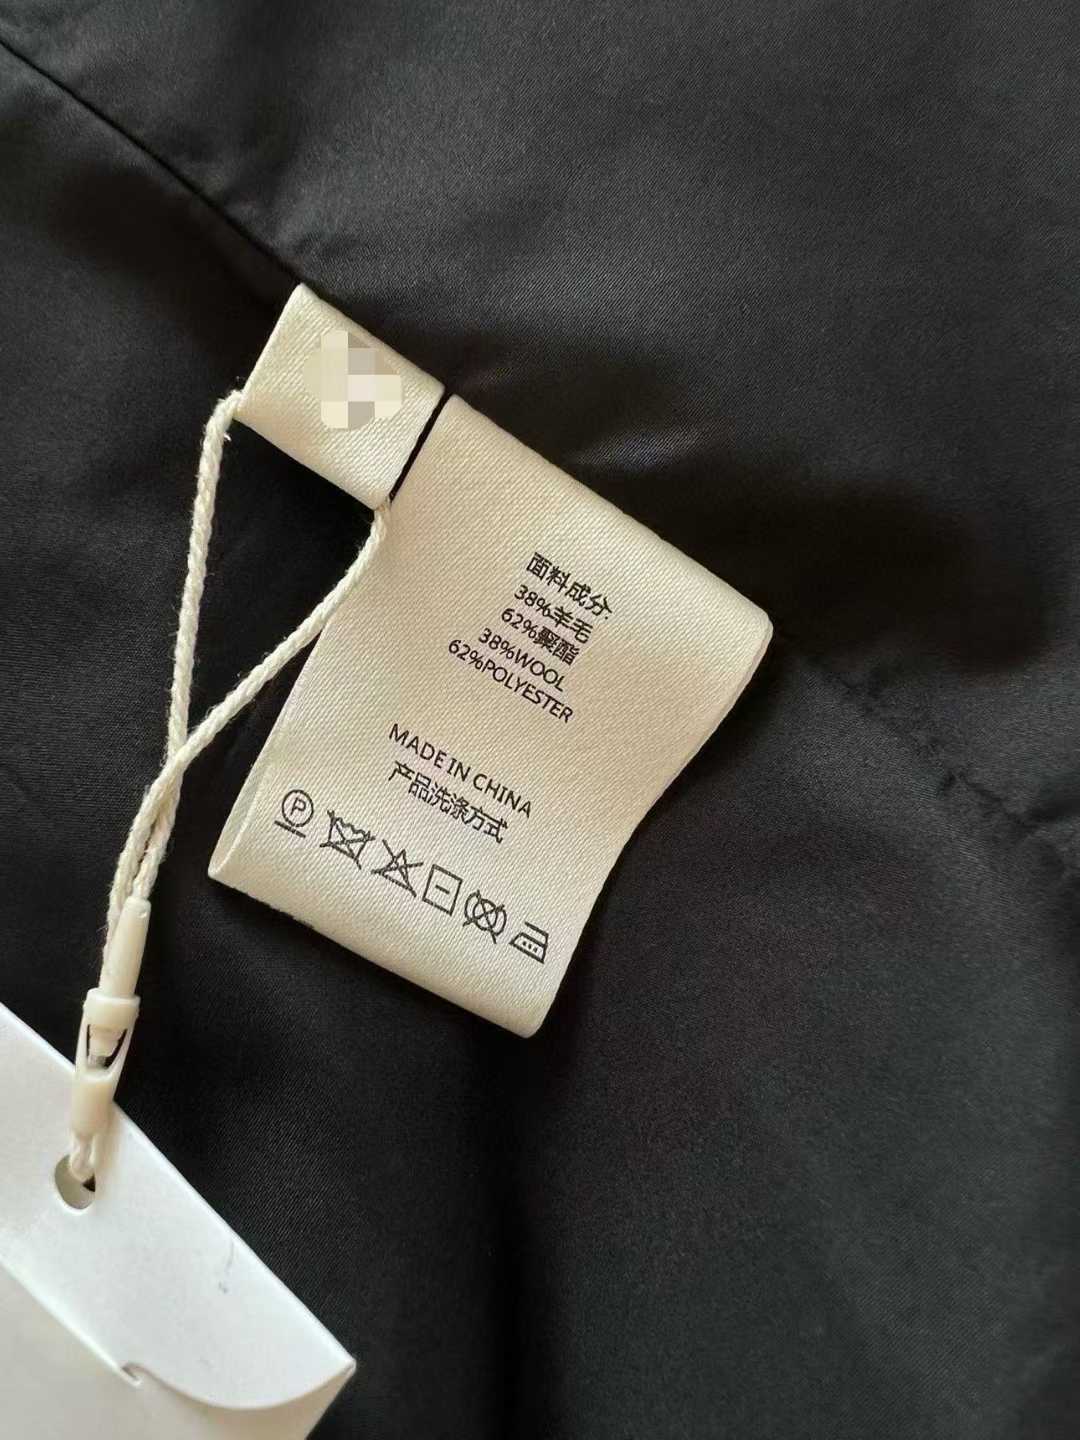 面料成分:
38%羊毛
62%聚酯
38%WOOL
62%POLYESTER
MADE IN CHINA
产品洗涤方式
P